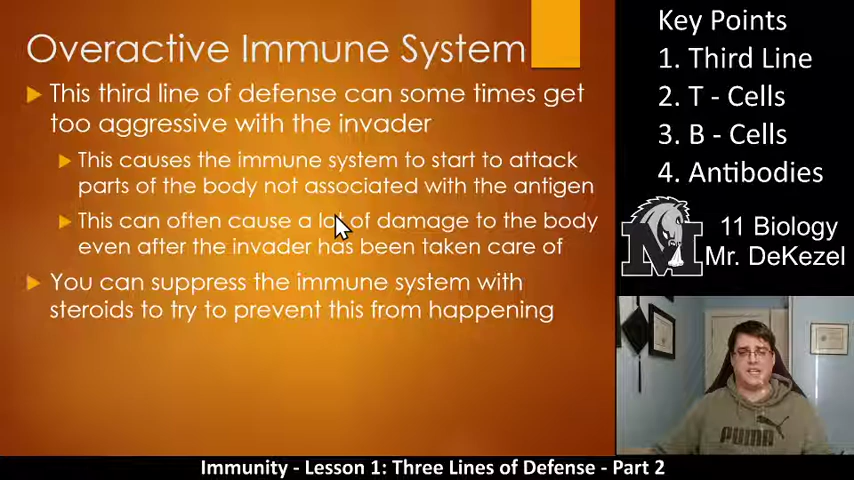 Overactive Immune System
This third line of defense can some times get
too aggressive with the invader
This causes the immune system to start to attack
parts of the body not associated with the antigen
This can often cause a lot of damage to the body
even after the invader has been taken care of
You can suppress the immune system with
steroids to try to prevent this from happening
Key Points
1. Third Line
2. T - Cells
3. B - Cells
4. Antibodies
M
11 Biology
Mr. DeKezel
PUMA
Immunity - Lesson 1: Three Lines of Defense - Part 2